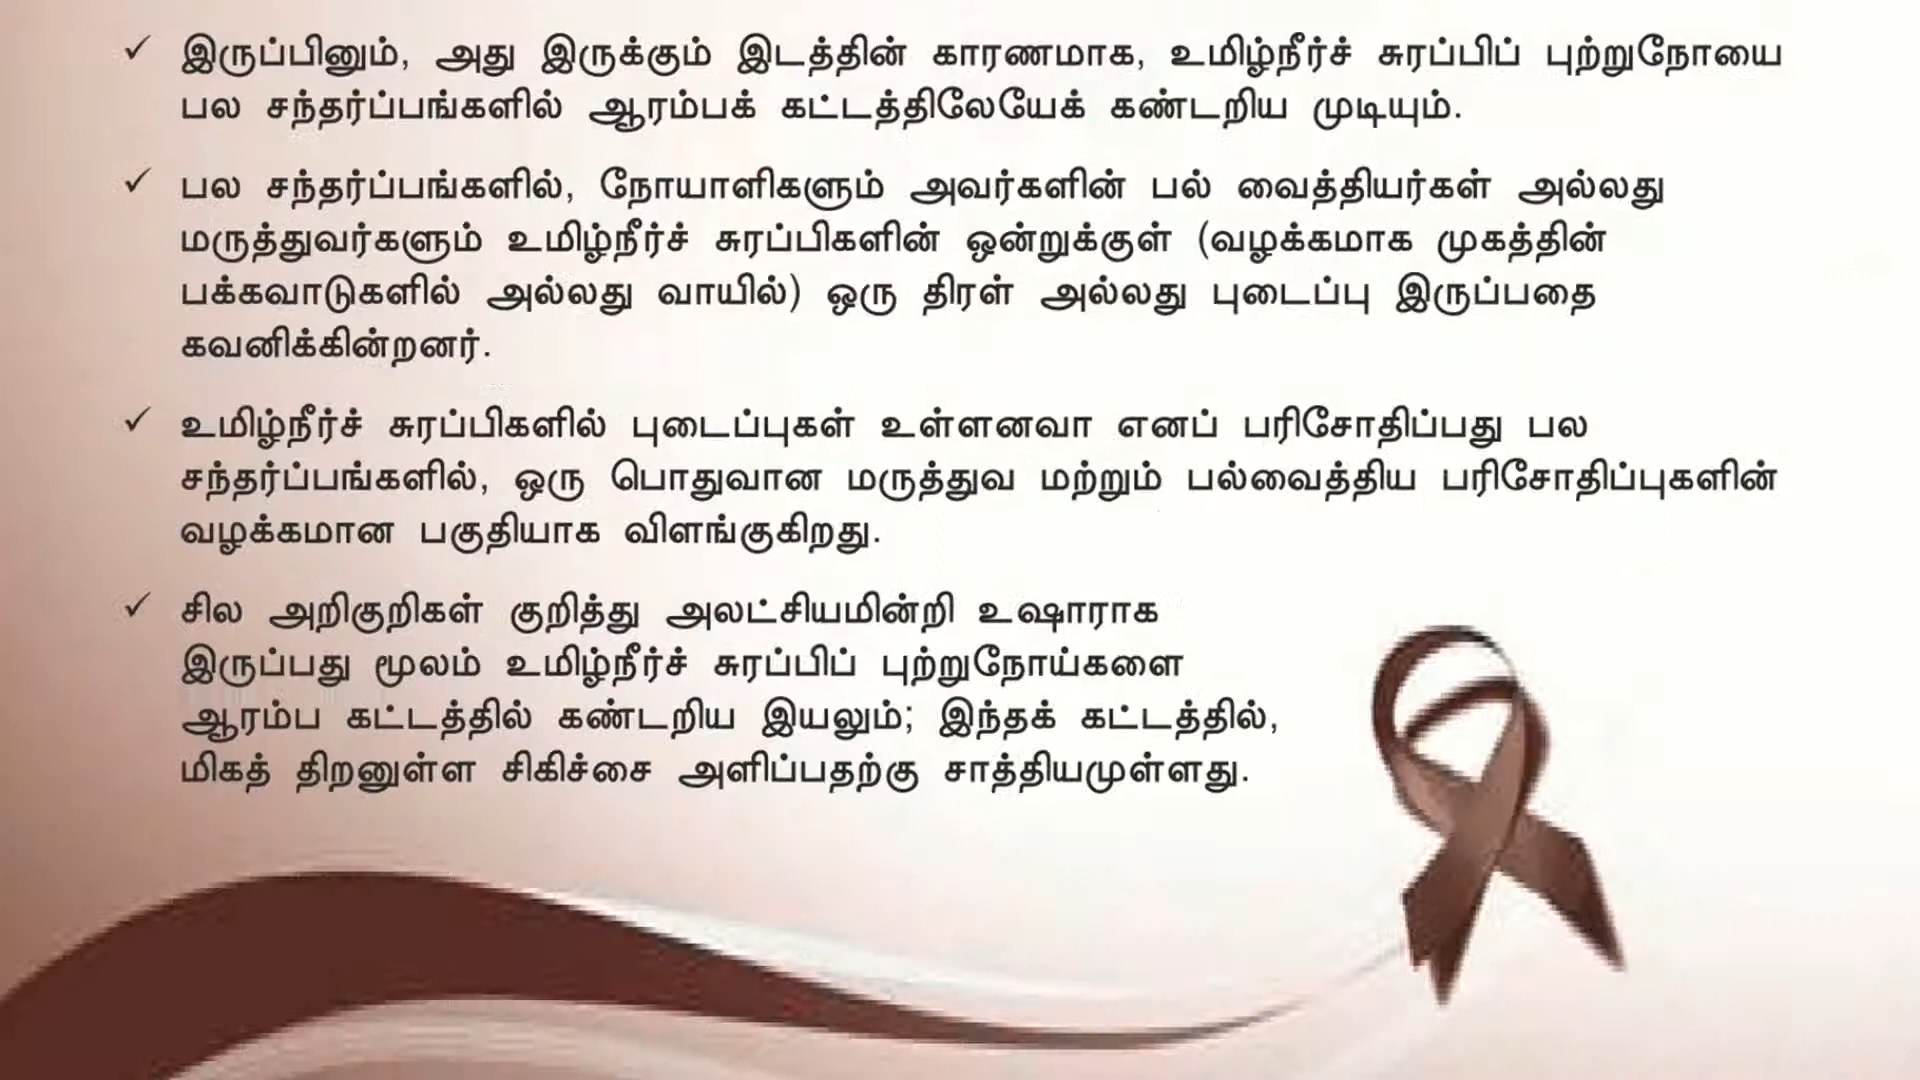 ✓ இருப்பினும், அது இருக்கும் இடத்தின் காரணமாக, உமிழ்நீர்ச் சுரப்பிப் புற்றுநோயை
பல சந்தர்ப்பங்களில் ஆரம்பக் கட்டத்திலேயேக் கண்டறிய முடியும்.
✓ பல சந்தர்ப்பங்களில், நோயாளிகளும் அவர்களின் பல் வைத்தியர்கள் அல்லது
மருத்துவர்களும் உமிழ்நீர்ச் சுரப்பிகளின் ஒன்றுக்குள் (வழக்கமாக முகத்தின்
பக்கவாடுகளில் அல்லது வாயில்) ஒரு திரள் அல்லது புடைப்பு இருப்பதை
கவனிக்கின்றனர்.
✓ உமிழ்நீர்ச் சுரப்பிகளில் புடைப்புகள் உள்ளனவா எனப் பரிசோதிப்பது பல
சந்தர்ப்பங்களில், ஒரு பொதுவான மருத்துவ மற்றும் பல்வைத்திய பரிசோதிப்புகளின்
வழக்கமான பகுதியாக விளங்குகிறது.
✓ சில அறிகுறிகள் குறித்து அலட்சியமின்றி உஷாராக
இருப்பது மூலம் உமிழ்நீர்ச் சுரப்பிப் புற்றுநோய்களை
ஆரம்ப கட்டத்தில் கண்டறிய இயலும்; இந்தக் கட்டத்தில்,
மிகத் திறனுள்ள சிகிச்சை அளிப்பதற்கு சாத்தியமுள்ளது.